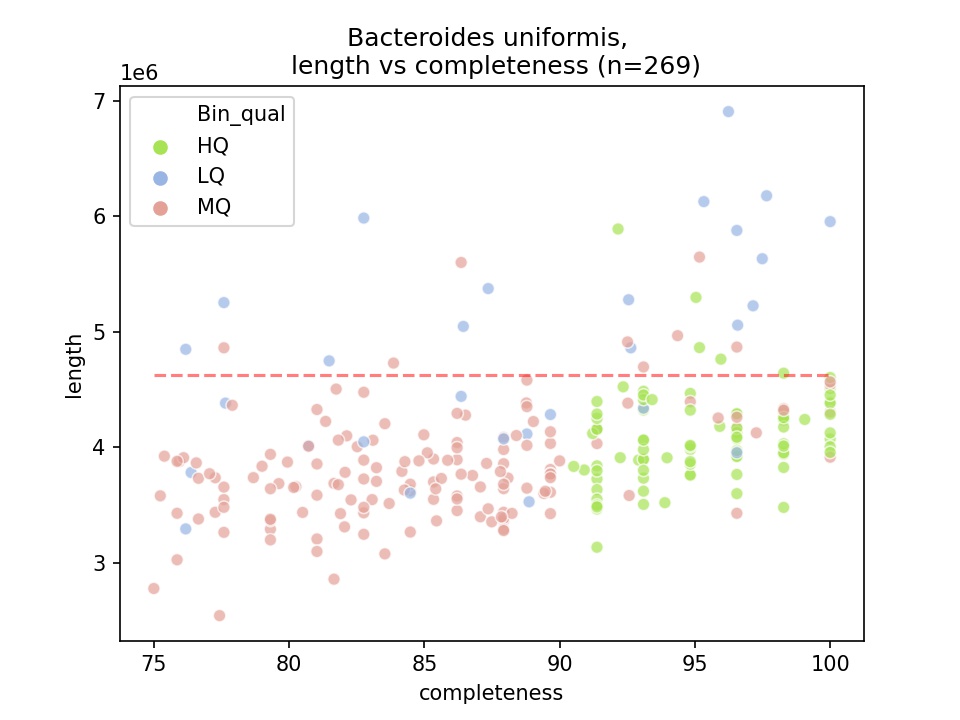 Bacteroides uniformis,
length vs completeness (n=269)
1e6
7
6
5
4
3
length
Bin_qual
HQ
LQ
MQ
75 80 85 90 95 100
completeness